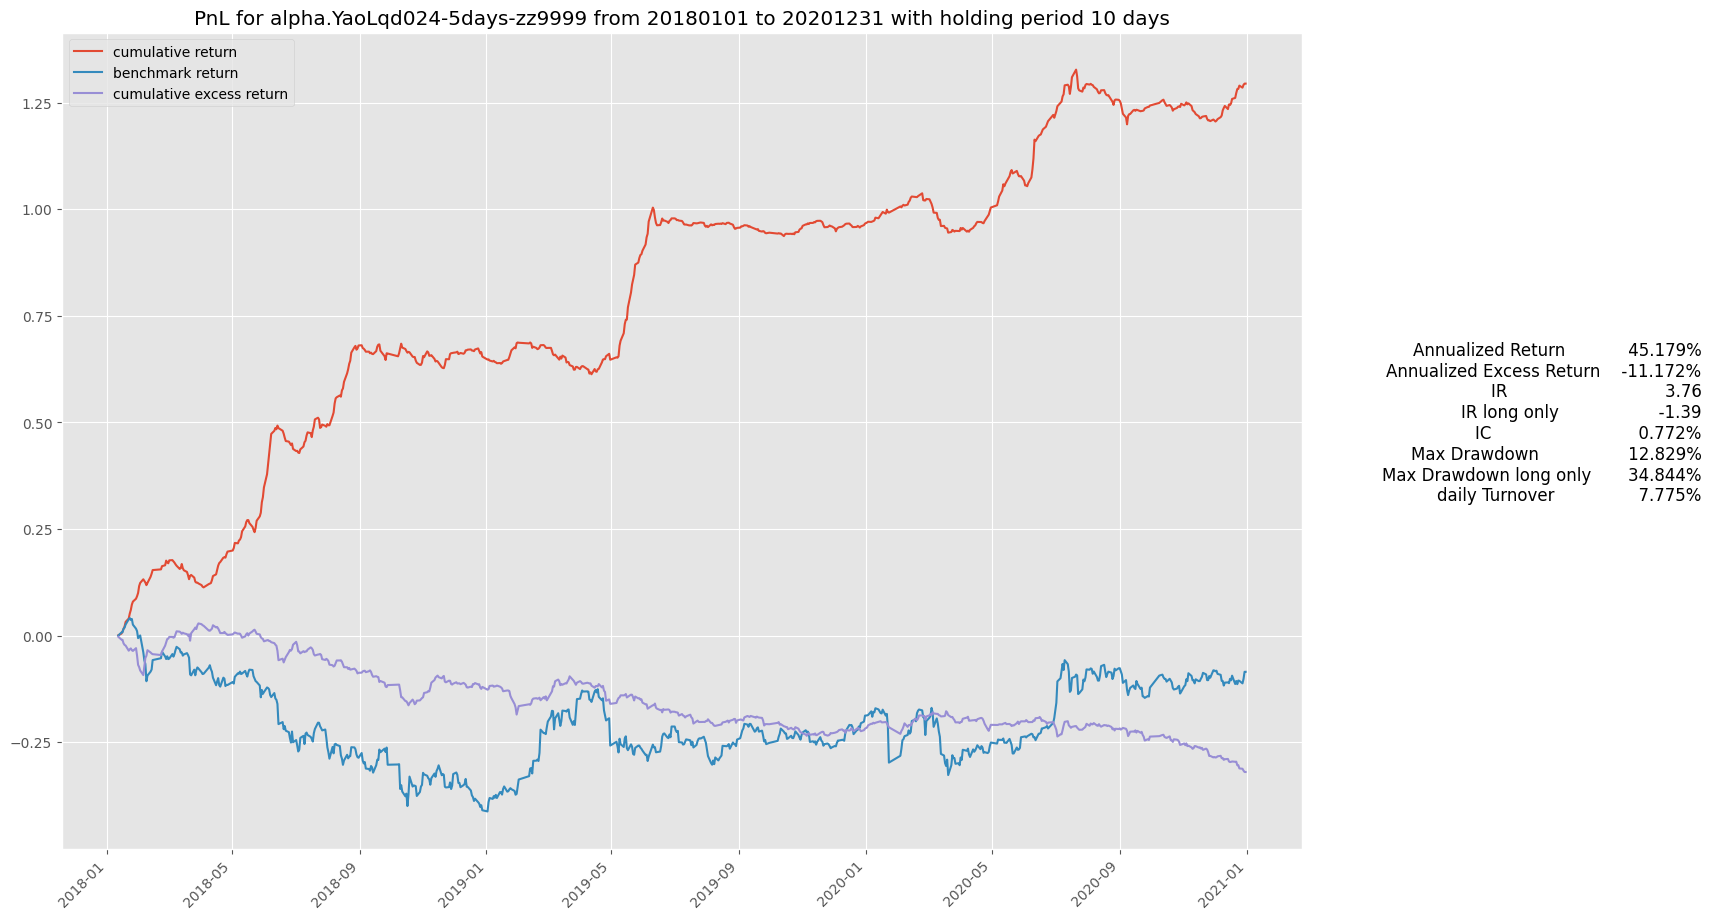 PnL for alpha.YaoLqd024-5days-zz9999 from 20180101 to 20201231 with holding period 10 days
cumulative return
benchmark return
cumulative excess return
1.25
1.00
0.75
0.50
0.25
0.00
−0.25
2018-01
2018-05
2018-09
2019-01
2019-05
2019-09
2020-01
2020-05
2020-09
2021-01
Annualized Return 45.179%
Annualized Excess Return -11.172%
IR 3.76
IR long only -1.39
IC 0.772%
Max Drawdown 12.829%
Max Drawdown long only 34.844%
daily Turnover 7.775%